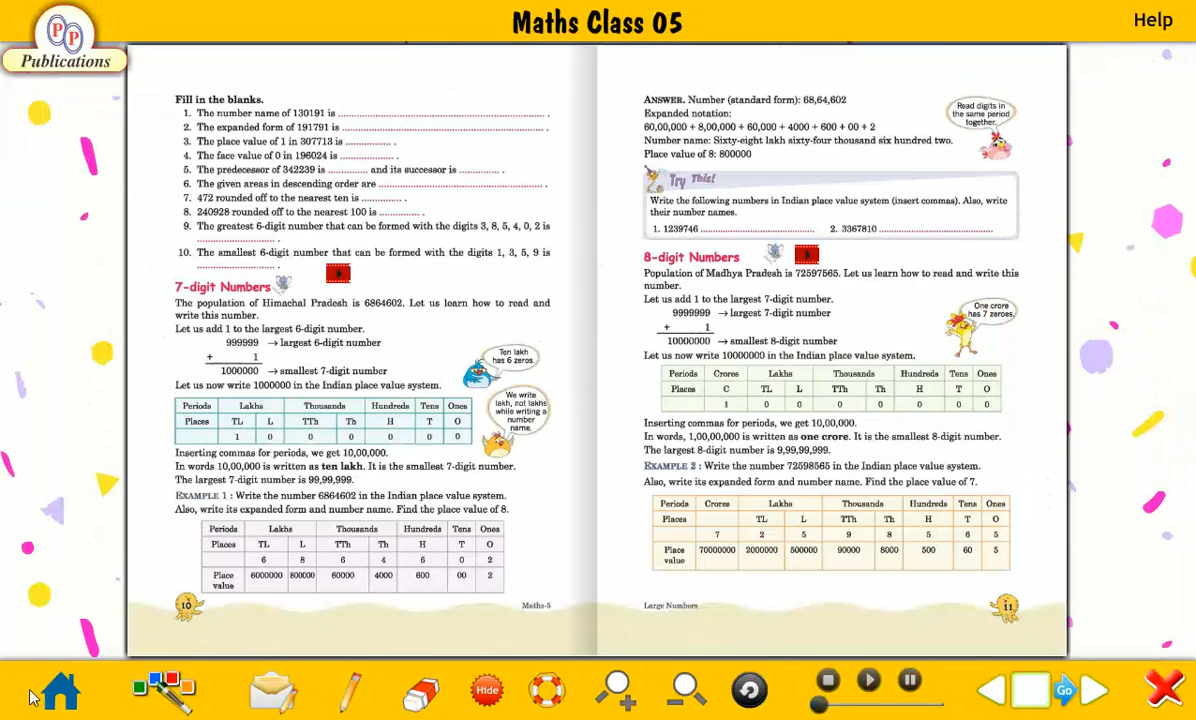 Maths Class 05
Help
PP
Publications
Fill in the blanks.
1. The number name of 130191 is ............................................................ .
2. The expanded form of 191791 is .......................................................... .
3. The place value of 1 in 307713 is ............... .
4. The face value of 0 in 196024 is ................. .
5. The predecessor of 342239 is ............. and its successor is ............. .
6. The given areas in descending order are ................................................ .
7. 472 rounded off to the nearest ten is ............. .
8. 240928 rounded off to the nearest 100 is ............. .
9. The greatest 6-digit number that can be formed with the digits 3, 8, 5, 4, 0, 2 is
......................... .
10. The smallest 6-digit number that can be formed with the digits 1, 3, 5, 9 is
......................... .
7-digit Numbers
The population of Himachal Pradesh is 6864602. Let us learn how to read and
write this number.
Let us add 1 to the largest 6-digit number.
999999 → largest 6-digit number
+ 1
1000000 → smallest 7-digit number
Ten lakh
has 6 zeros.
Let us now write 1000000 in the Indian place value system.
We write
lakh, not lakhs
while writing a
number
name.
Periods Lakhs Thousands Hundreds Tens Ones
Places TL L TTh Th H T O
1 0 0 0 0 0 0
Inserting commas for periods, we get 10,00,000.
In words 10,00,000 is written as ten lakh. It is the smallest 7-digit number.
The largest 7-digit number is 99,99,999.
EXAMPLE 1 : Write the number 6864602 in the Indian place value system.
Also, write its expanded form and number name. Find the place value of 8.
Periods Lakhs Thousands Hundreds Tens Ones
Places TL L TTh Th H T O
6 8 6 4 6 0 2
Place 6000000 800000 60000 4000 600 00 2
value
10
Maths-5
ANSWER. Number (standard form): 68,64,602
Expanded notation:
60,00,000 + 8,00,000 + 60,000 + 4000 + 600 + 00 + 2
Number name: Sixty-eight lakh sixty-four thousand six hundred two.
Place value of 8: 800000
Read digits in
the same period
together.
Try This!
Write the following numbers in Indian place value system (insert commas). Also, write
their number names.
1. 1239746 ................................ 2. 3367810 ................................
8-digit Numbers
Population of Madhya Pradesh is 72597565. Let us learn how to read and write this
number.
Let us add 1 to the largest 7-digit number.
9999999 → largest 7-digit number
+ 1
10000000 → smallest 8-digit number
One crore
has 7 zeroes.
Let us now write 10000000 in the Indian place value system.
Periods Crores Lakhs Thousands Hundreds Tens Ones
Places C TL L TTh Th H T O
1 0 0 0 0 0 0 0
Inserting commas for periods, we get 10,00,000.
In words, 1,00,00,000 is written as one crore. It is the smallest 8-digit number.
The largest 8-digit number is 9,99,99,999.
EXAMPLE 2 : Write the number 72598565 in the Indian place value system.
Also, write its expanded form and number name. Find the place value of 7.
Periods Crores Lakhs Thousands Hundreds Tens Ones
Places TL L TTh Th H T O
7 2 5 9 8 5 6 5
Place 70000000 2000000 500000 90000 8000 500 60 5
value
Large Numbers
11
Hide
Go